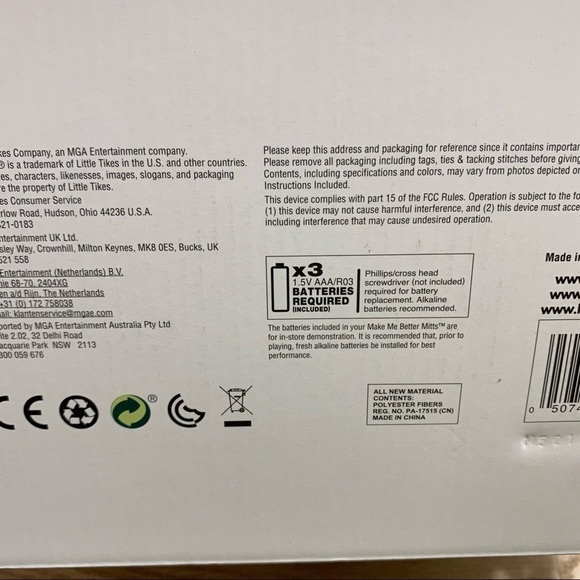 kes Company, an MGA Entertainment company.
® is a trademark of Little Tikes in the U.S. and other countries.
es, characters, likenesses, images, slogans, and packaging
re the property of Little Tikes.
es Consumer Service
rlow Road, Hudson, Ohio 44236 U.S.A.
321-0183
ntertainment UK Ltd.
sley Way, Crownhill, Milton Keynes, MK8 0ES, Bucks, UK
521 558
Entertainment (Netherlands) B.V.
nie 68-70, 2404XG
en a/d Rijn, The Netherlands
+31 (0) 172 758038
ail: klantenservice@mgae.com
ported by MGA Entertainment Australia Pty Ltd
ite 2.02, 32 Delhi Road
acquarie Park NSW 2113
300 059 676
CE
®
Please keep this address and packaging for reference since it contains importan
Please remove all packaging including tags, ties & tacking stitches before giving
Contents, including specifications and colors, may vary from photos depicted on
Instructions Included.
This device complies with part 15 of the FCC Rules. Operation is subject to the fo
(1) this device may not cause harmful interference, and (2) this device must acce
including interference that may cause undesired operation.
x3
1.5V AAA/R03
BATTERIES
REQUIRED
(INCLUDED)
Phillips/cross head
screwdriver (not included)
required for battery
replacement. Alkaline
batteries recommended.
The batteries included in your Make Me Better Mitts™ are
for in-store demonstration. It is recommended that, prior to
playing, fresh alkaline batteries be installed for best
performance.
ALL NEW MATERIAL
CONTENTS:
POLYESTER FIBERS
REG. NO. PA-17515 (CN)
MADE IN CHINA
Made in
www
www
www.l
0 5074